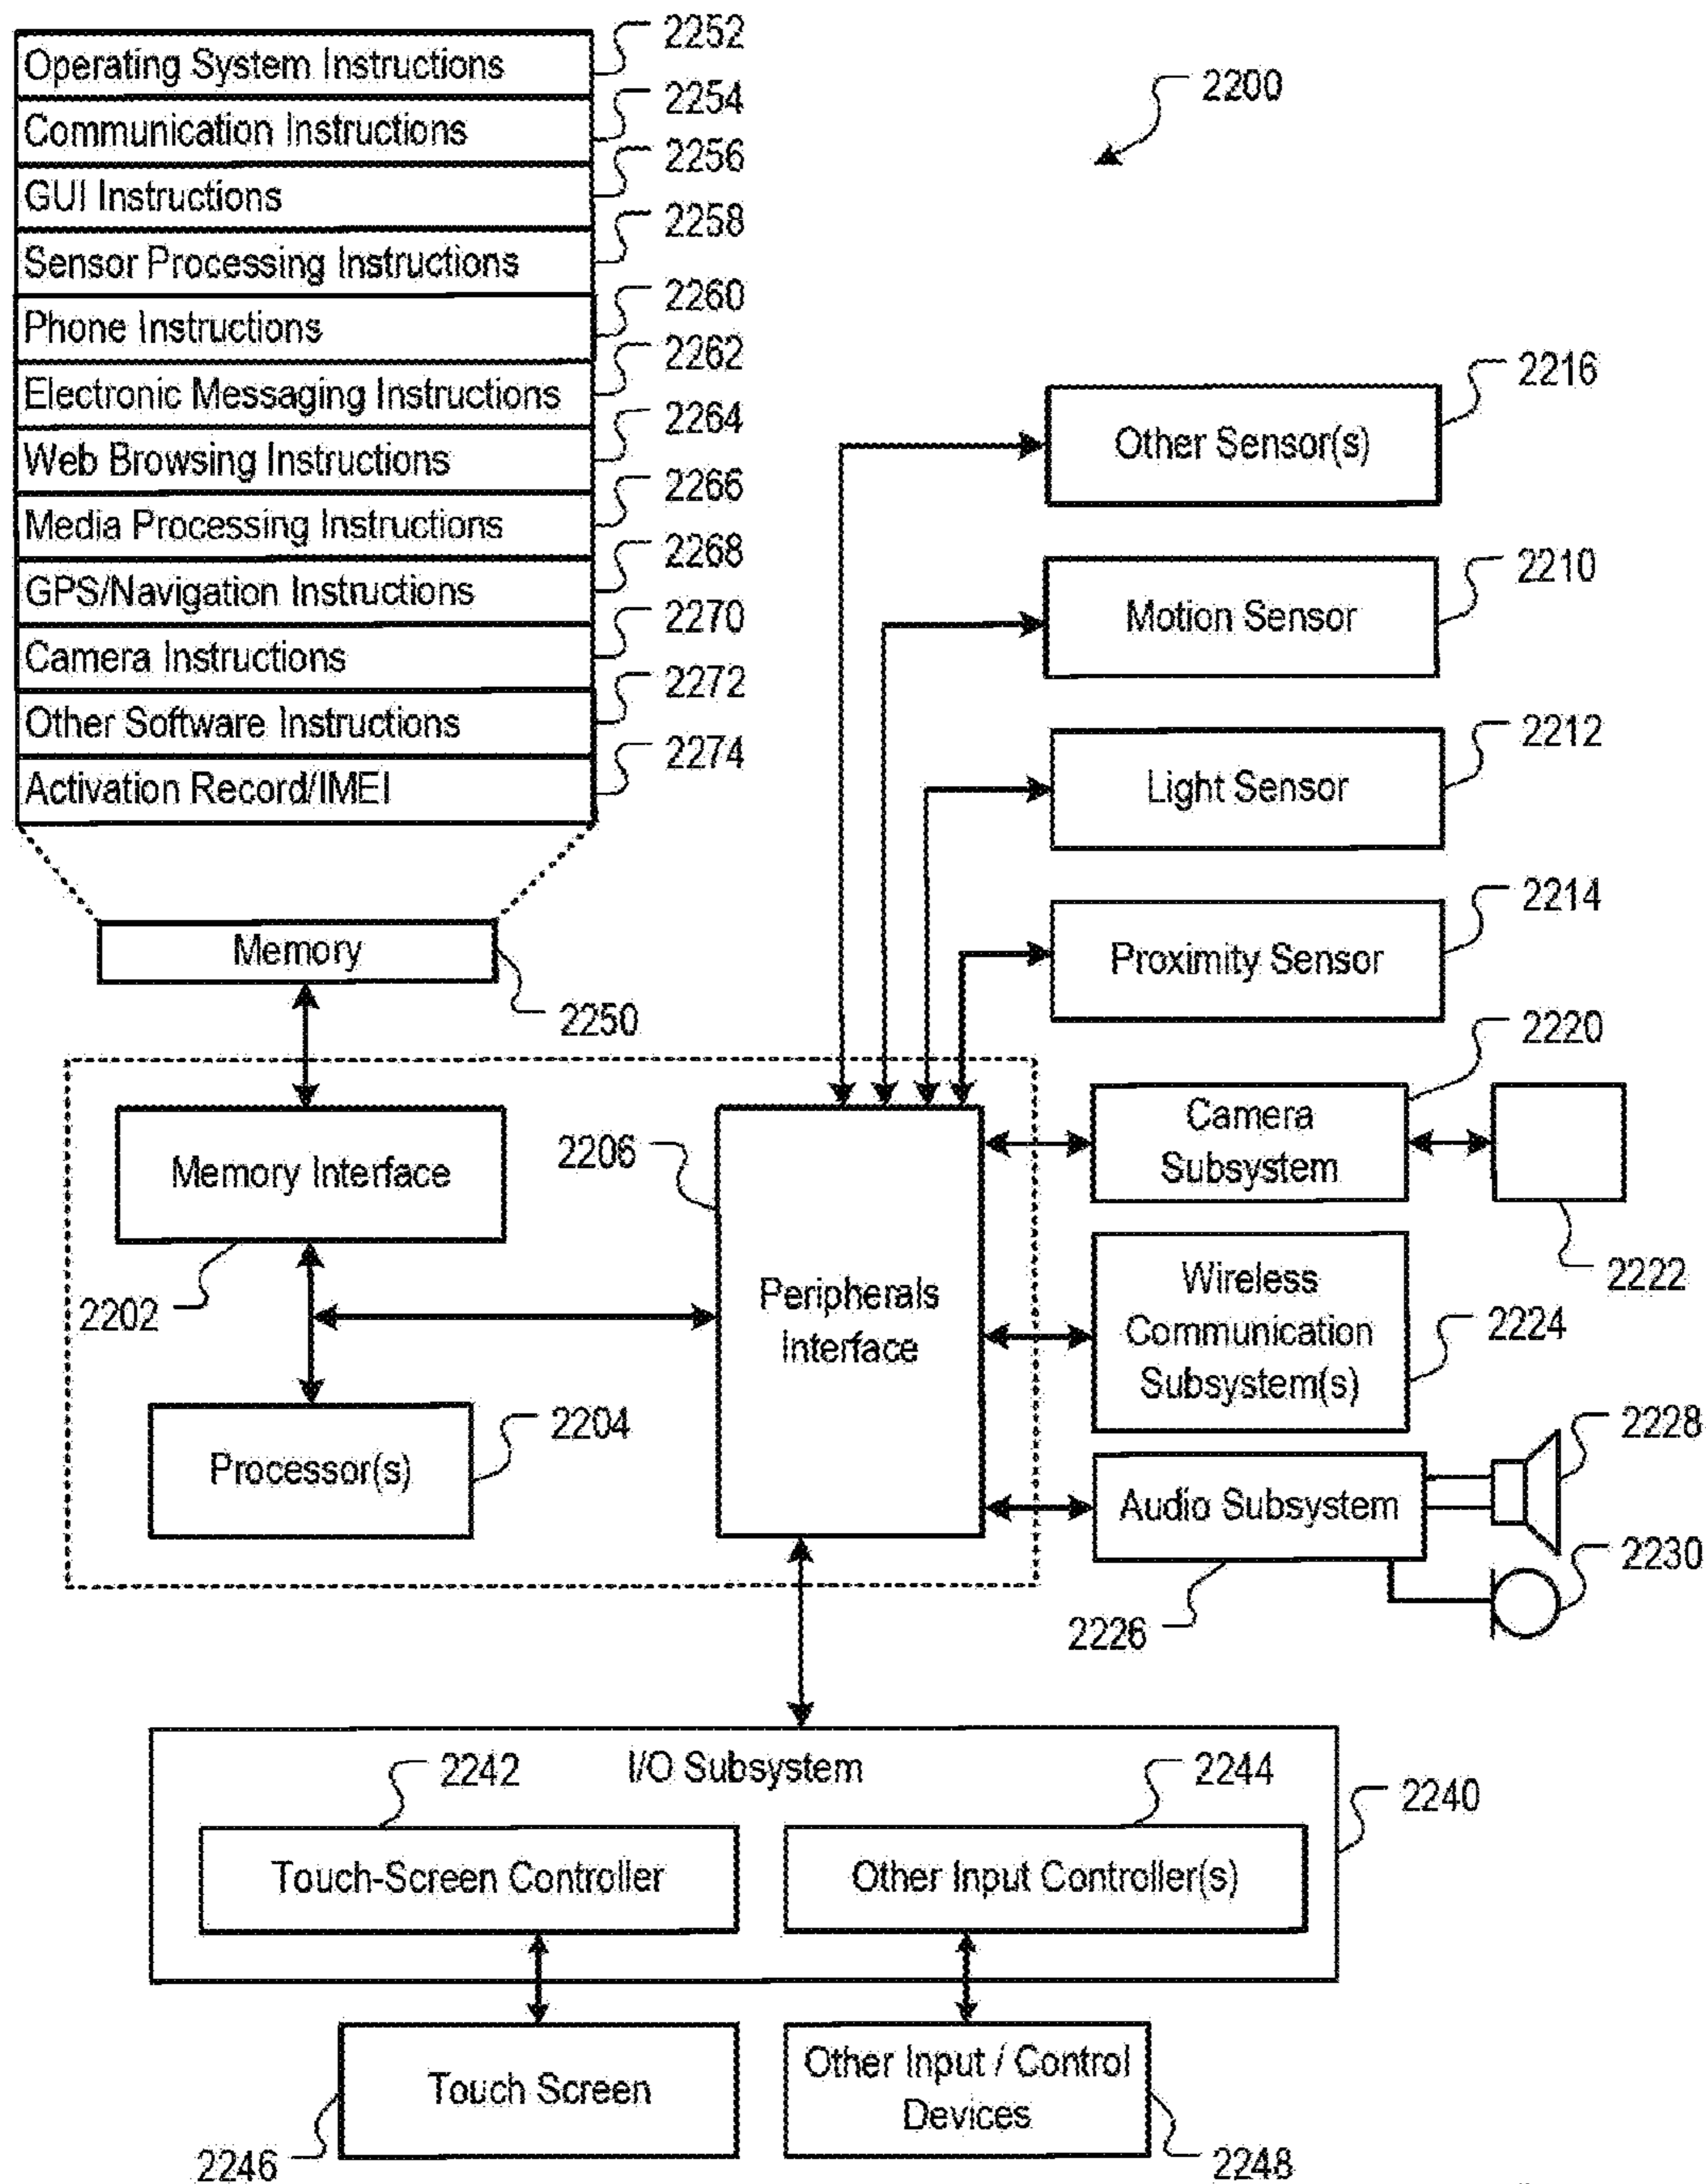 2252
Operating System Instructions
2254
Communication Instructions
2256
GUI Instructions
2258
Sensor Processing Instructions
2260
Phone Instructions
2262
Electronic Messaging Instructions
2264
Web Browsing Instructions
2266
Media Processing Instructions
2268
GPS/Navigation Instructions
2270
Camera Instructions
2272
Other Software Instructions
2274
Activation Record/IMEI
2200
2216
Other Sensor(s)
2210
Motion Sensor
2212
Light Sensor
2214
Proximity Sensor
Memory
2250
2220
Camera
Subsystem
2222
Memory Interface
2202
2206
Peripherals
Interface
Wireless
Communication
Subsystem(s)
2224
Processor(s)
2204
2228
Audio Subsystem
2230
2226
I/O Subsystem
2242
2244
2240
Touch-Screen Controller
Other Input Controller(s)
Touch Screen
Other Input / Control
Devices
2246
2248